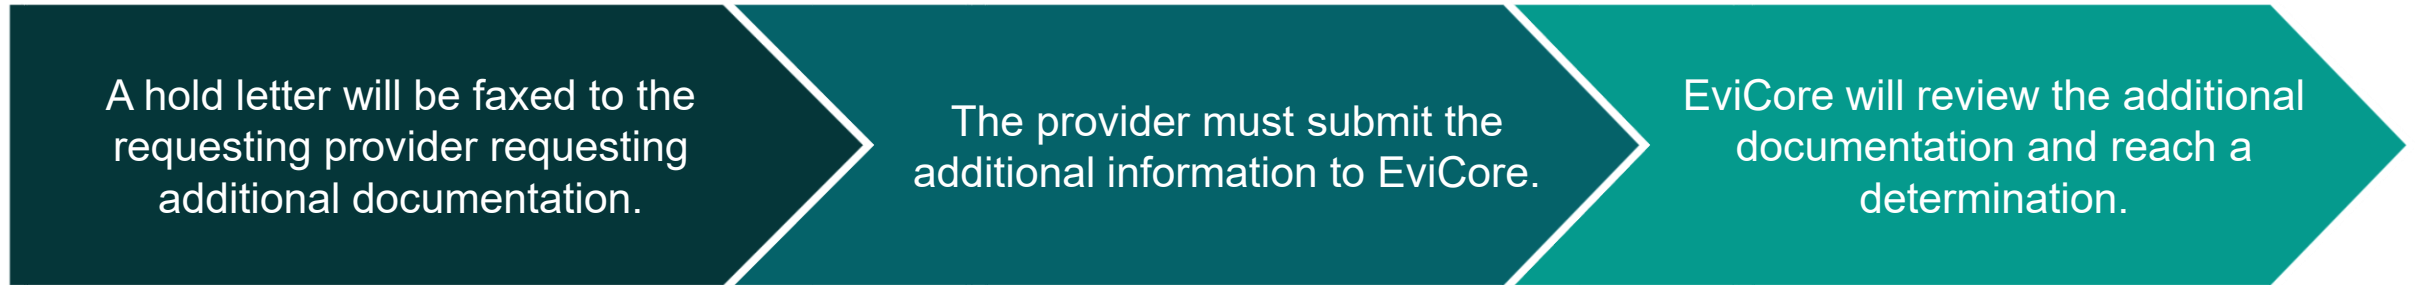 A hold letter will be faxed to the
requesting provider requesting
additional documentation.
The provider must submit the
additional information to EviCore.
EviCore will review the additional
documentation and reach a
determination.